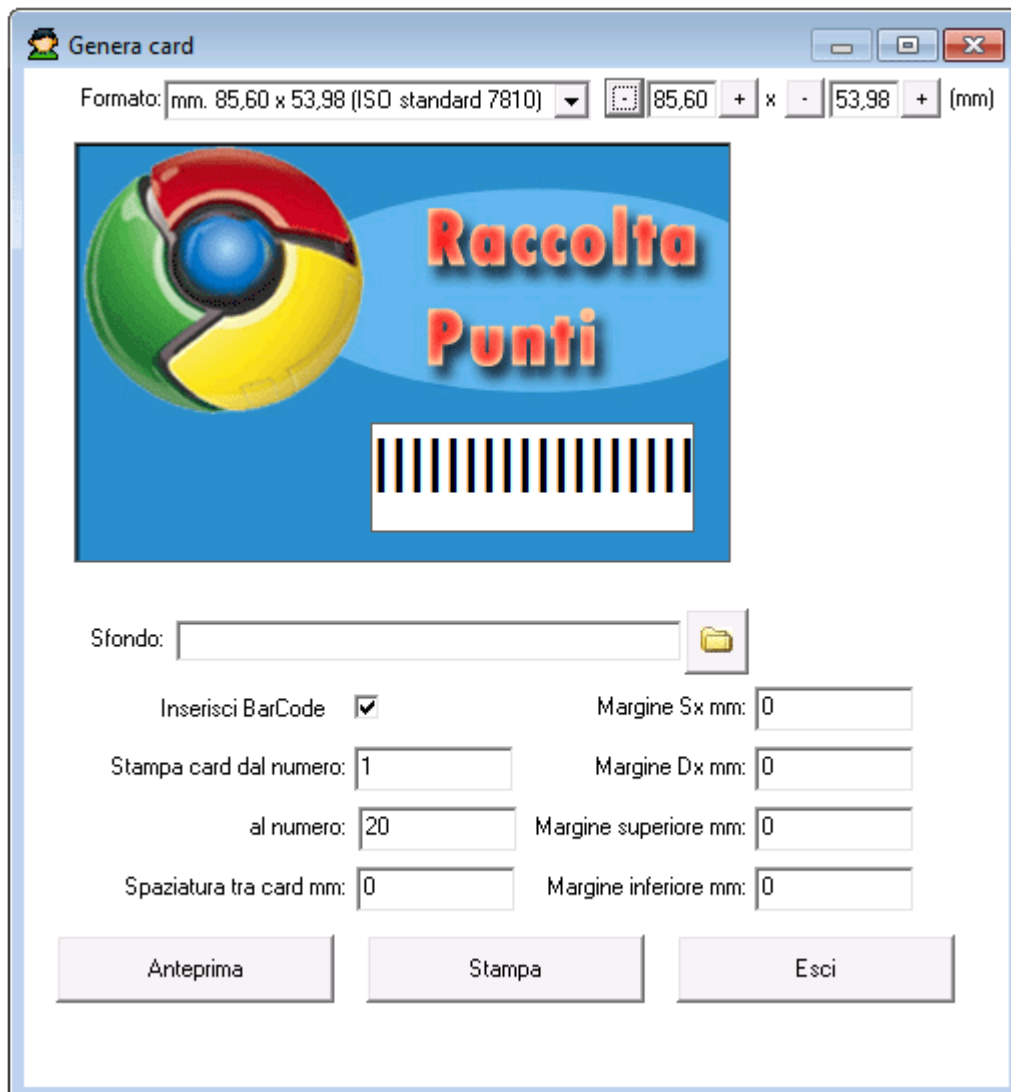 Genera card
Formato: mm. 85,60 x 53,98 (ISO standard 7810) - 85,60 + x - 53,98 + (mm)
Raccolta
Punti
Sfondo:
Inserisci BarCode Margine Sx mm: 0
Stampa card dal numero: 1 Margine Dx mm: 0
al numero: 20 Margine superiore mm: 0
Spaziatura tra card mm: 0 Margine inferiore mm: 0
Anteprima Stampa Esci